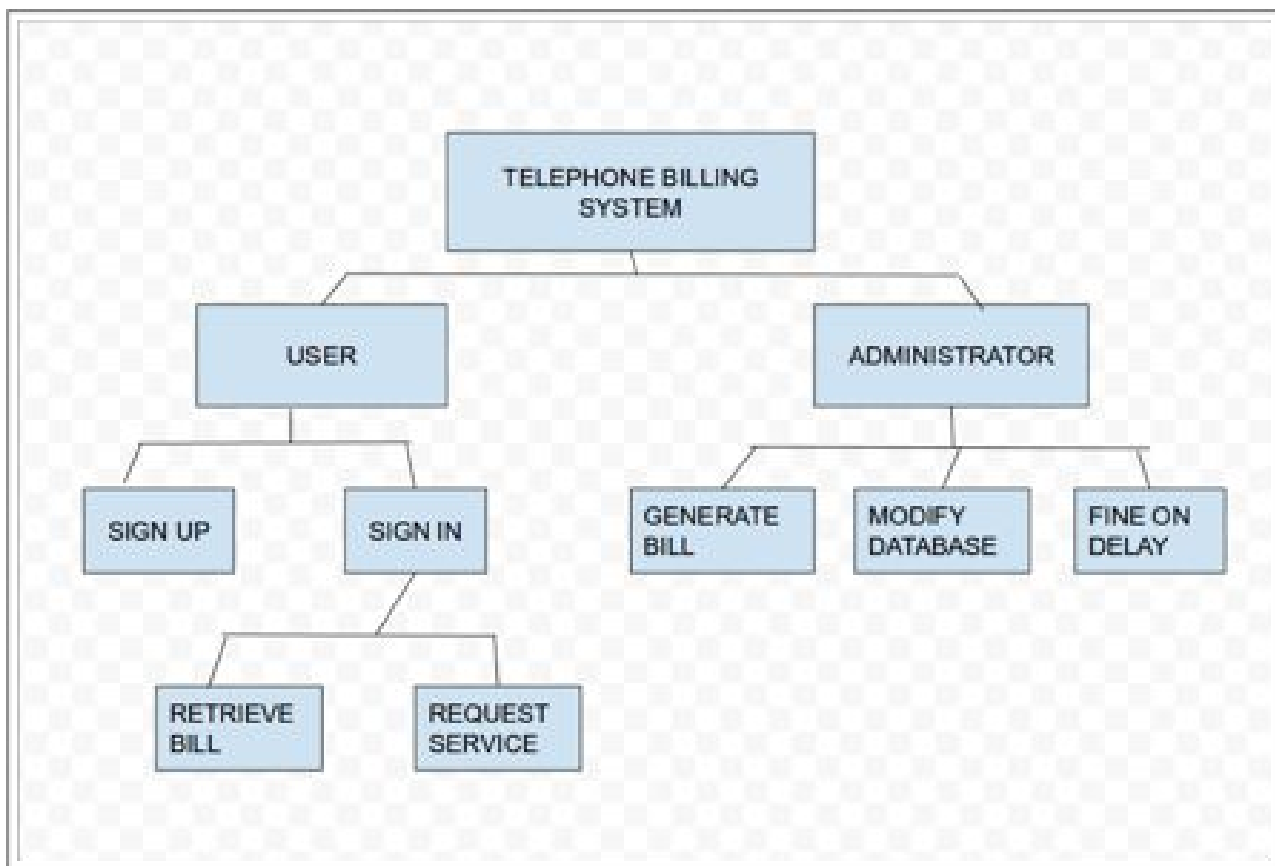 TELEPHONE BILLING
SYSTEM
USER
ADMINISTRATOR
SIGN UP
SIGN IN
GENERATE
BILL
MODIFY
DATABASE
FINE ON
DELAY
RETRIEVE
BILL
REQUEST
SERVICE